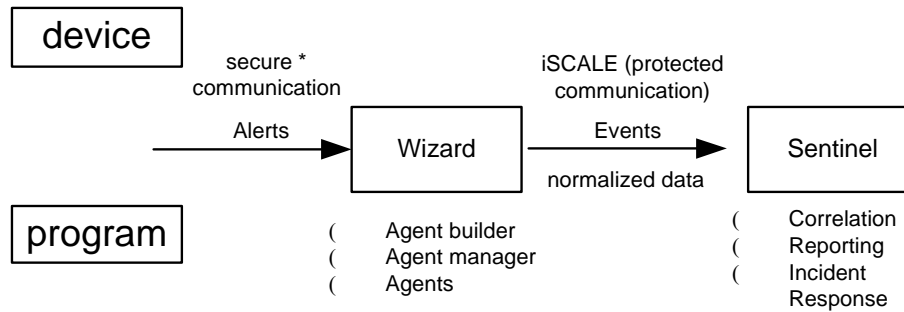 device
secure *
communication
Alerts
iSCALE (protected
communication)
Events
normalized data
Wizard
Sentinel
program
( Agent builder
( Agent manager
( Agents
( Correlation
( Reporting
( Incident
Response